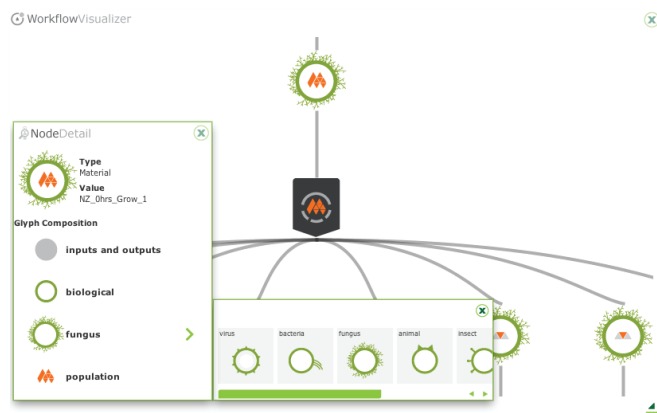 WorkflowVisualizer
NodeDetail
Type
Material
Value
NZ_0hrs_Grow_1
Glyph Composition
inputs and outputs
biological
fungus
population
virus
bacteria
fungus
animal
insect